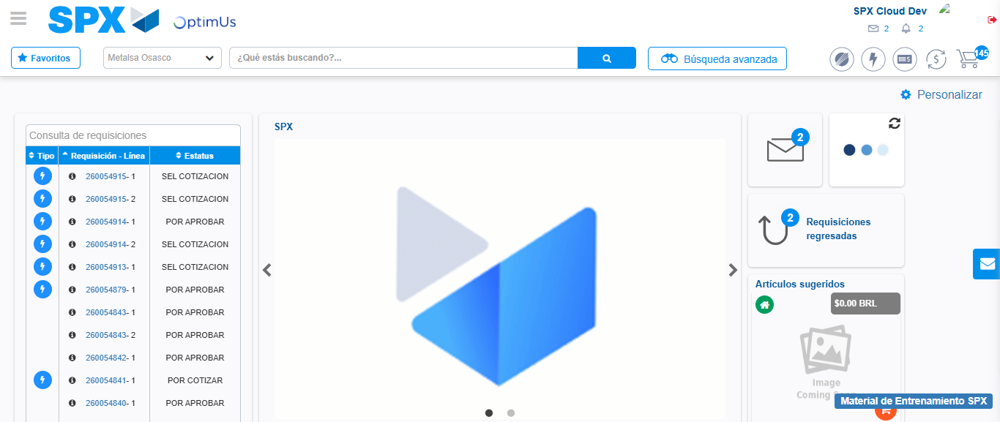 SPX
OptimUs
SPX Cloud Dev
2
2
Favoritos
Metalsa Osasco
¿Qué estás buscando?...
Búsqueda avanzada
145
Personalizar
Consulta de requisiciones
Tipo Requisición - Línea Estatus
260054915- 1 SEL COTIZACION
260054915- 2 SEL COTIZACION
260054914- 1 POR APROBAR
260054914- 2 SEL COTIZACION
260054913- 1 SEL COTIZACION
260054879- 1 POR APROBAR
260054843- 1 POR APROBAR
260054843- 2 POR APROBAR
260054842- 1 POR APROBAR
260054841- 1 POR COTIZAR
260054840- 1 POR APROBAR
SPX
2
2
Requisiciones
regresadas
Artículos sugeridos
$0.00 BRL
Image
Coming
Material de Entrenamiento SPX